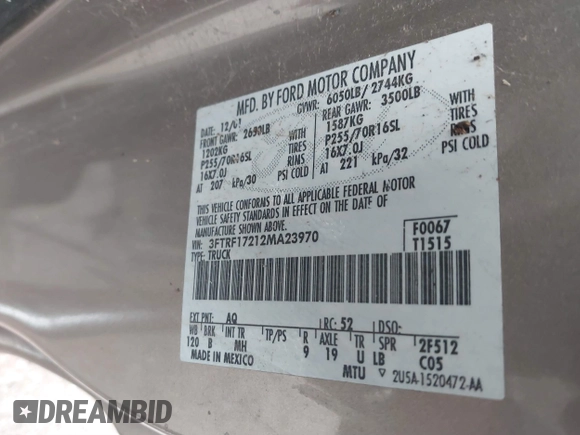 MFD. BY FORD MOTOR COMPANY
DATE: 12/01 GVWR: 6050LB/ 2744KG
FRONT GAWR: 2650LB REAR GAWR: 3500LB
1202KG WITH 1587KG WITH
P255/70R16SL TIRES P255/70R16SL TIRES
16X7.0J RIMS 16X7.0J RIMS
AT 207 kPa/30 PSI COLD AT 221 kPa/32 PSI COLD
THIS VEHICLE CONFORMS TO ALL APPLICABLE FEDERAL MOTOR
VEHICLE SAFETY STANDARDS IN EFFECT ON THE DATE OF
MANUFACTURE SHOWN ABOVE.
VIN: 3FTRF17212MA23970 F0067
TYPE: TRUCK T1515
EXT PNT: AQ RC: 52 DSO:
WB BRK INT TR TP/PS R AXLE TR SPR 2F512
120 B MH 9 19 U LB C05
MADE IN MEXICO MTU ▽ 2USA-1520472-AA
DREAMBID